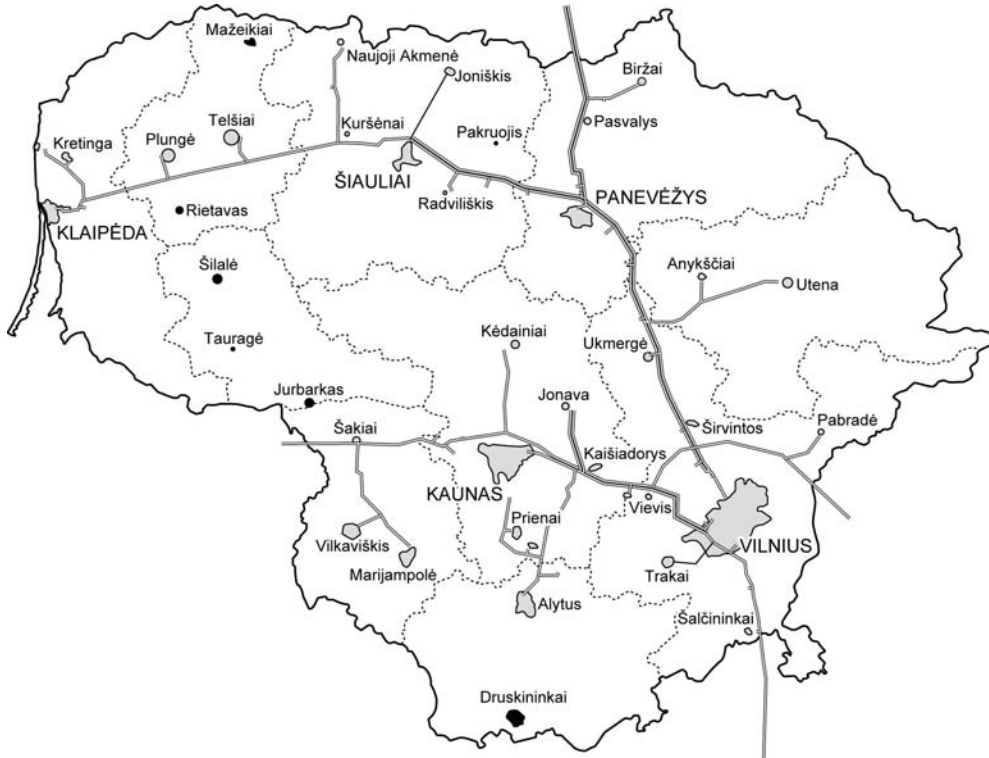 Mažeikiai
Naujoji Akmenė
Joniškis
Biržai
Kretinga
Plungė
Telšiai
Kuršėnai
Pakruojis
Pasvalys
ŠIAULIAI
Radviliškis
PANEVĖŽYS
KLAIPĖDA
Rietavas
Šilalė
Anykščiai
Utena
Tauragė
Kėdainiai
Ukmergė
Jurbarkas
Jonava
Šakiai
Širvintos
Pabradė
Kaišiadorys
KAUNAS
Vievis
Prienai
Vilkaviškis
VILNIUS
Marijampolė
Trakai
Alytus
Šalčininkai
Druskininkai